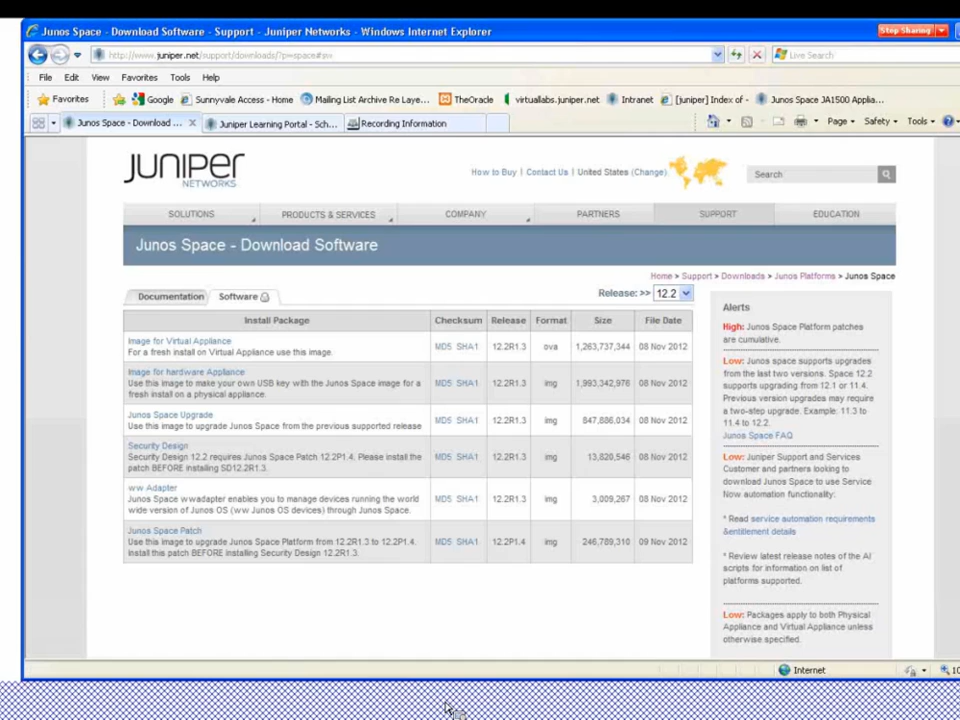 Junos Space - Download Software - Support - Juniper Networks - Windows Internet Explorer
Stop Sharing
http://www.juniper.net/support/downloads/?p=space#sw
Live Search
File Edit View Favorites Tools Help
Favorites Google Sunnyvale Access - Home Mailing List Archive Re Laye... TheOracle virtuallabs.juniper.net Intranet [juniper] Index of - Junos Space JA1500 Applia...
Junos Space - Download ... Juniper Learning Portal - Sch... Recording Information
Page Safety Tools
JUNIPER
NETWORKS
How to Buy | Contact Us | United States (Change)
Search
SOLUTIONS PRODUCTS & SERVICES COMPANY PARTNERS SUPPORT EDUCATION
Junos Space - Download Software
Home > Support > Downloads > Junos Platforms > Junos Space
Documentation Software
Release: >> 12.2
Install Package Checksum Release Format Size File Date
Image for Virtual Appliance
For a fresh install on Virtual Appliance use this image.
MD5 SHA1 12.2R1.3 ova 1,263,737,344 08 Nov 2012
Image for hardware Appliance
Use this image to make your own USB key with the Junos Space image for a
fresh install on a physical appliance.
MD5 SHA1 12.2R1.3 img 1,993,342,976 08 Nov 2012
Junos Space Upgrade
Use this image to upgrade Junos Space from the previous supported release
MD5 SHA1 12.2R1.3 img 847,886,034 08 Nov 2012
Security Design
Security Design 12.2 requires Junos Space Patch 12.2P1.4. Please install the
patch BEFORE installing SD12.2R1.3.
MD5 SHA1 12.2R1.3 img 13,820,546 08 Nov 2012
ww Adapter
Junos Space wwadapter enables you to manage devices running the world
wide version of Junos OS (ww Junos OS devices) through Junos Space.
MD5 SHA1 12.2R1.3 img 3,009,267 08 Nov 2012
Junos Space Patch
Use this image to upgrade Junos Space Platform from 12.2R1.3 to 12.2P1.4.
Install this patch BEFORE installing Security Design 12.2R1.3.
MD5 SHA1 12.2P1.4 img 246,789,310 09 Nov 2012
Alerts
High: Junos Space Platform patches
are cumulative.
Low: Junos space supports upgrades
from the last two versions. Space 12.2
supports upgrading from 12.1 or 11.4.
Previous version upgrades may require
a two-step upgrade. Example: 11.3 to
11.4 to 12.2.
Junos Space FAQ
Low: Juniper Support and Services
Customer and partners looking to
download Junos Space to use Service
Now automation functionality:
* Read service automation requirements
&entitlement details
* Review latest release notes of the AI
scripts for information on list of
platforms supported.
Low: Packages apply to both Physical
Appliance and Virtual Appliance unless
otherwise specified.
Internet
10